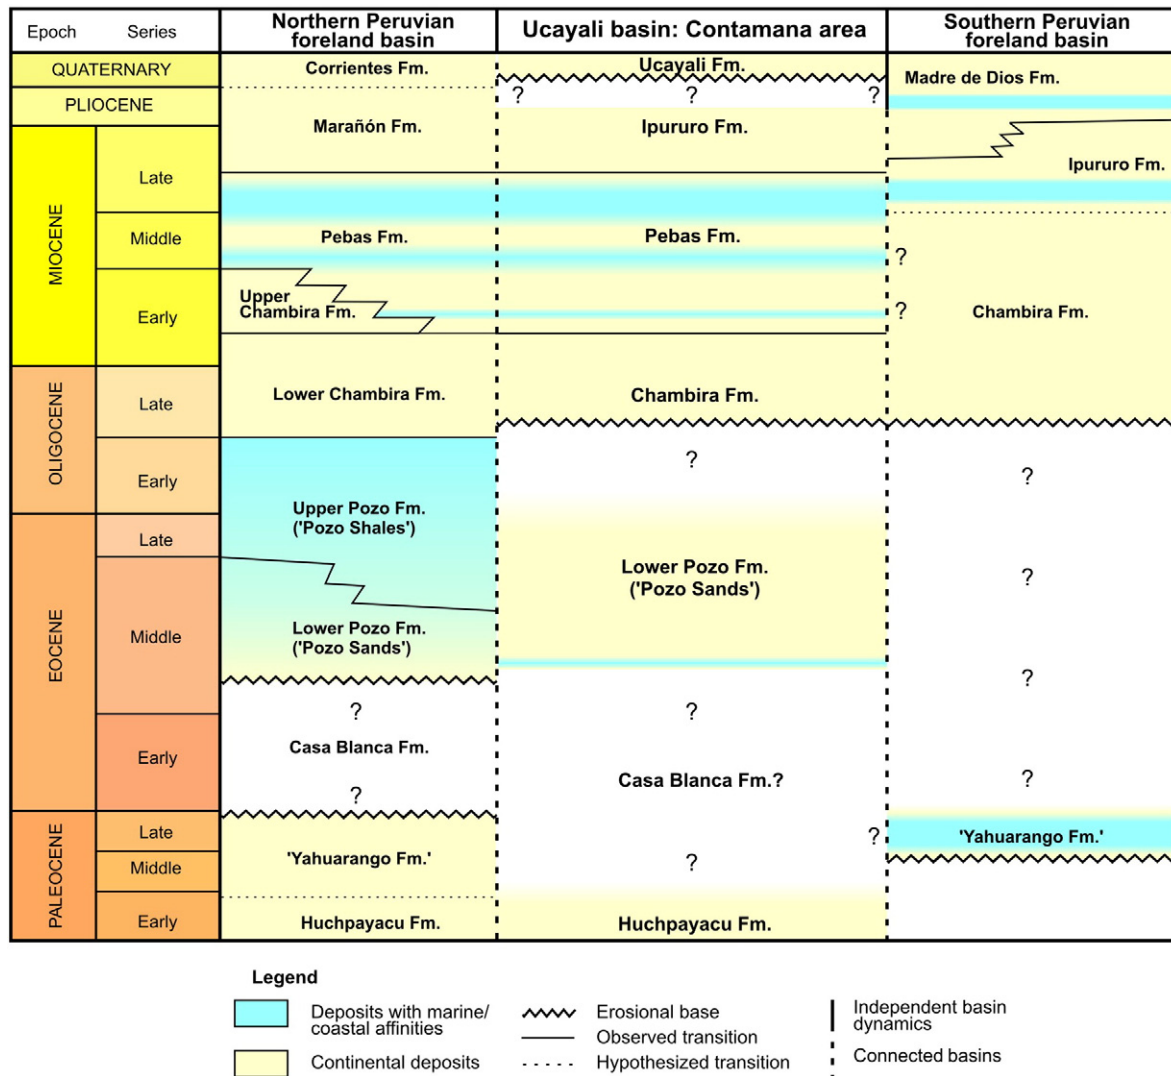 Epoch
Series
Northern Peruvian
foreland basin
Ucayali basin: Contamana area
Southern Peruvian
foreland basin
QUATERNARY
PLIOCENE
MIOCENE
Late
Middle
Early
OLIGOCENE
Late
Early
EOCENE
Late
Middle
Early
PALEOCENE
Late
Middle
Early
Corrientes Fm.
Marañón Fm.
Pebas Fm.
Upper
Chambira Fm.
Lower Chambira Fm.
Upper Pozo Fm.
('Pozo Shales')
Lower Pozo Fm.
('Pozo Sands')
?
Casa Blanca Fm.
?
'Yahuarango Fm.'
Huchpayacu Fm.
Ucayali Fm.
? ? ?
Ipururo Fm.
Pebas Fm.
Chambira Fm.
?
Lower Pozo Fm.
('Pozo Sands')
?
Casa Blanca Fm.?
?
?
Huchpayacu Fm.
Madre de Dios Fm.
Ipururo Fm.
?
?
Chambira Fm.
?
?
?
?
'Yahuarango Fm.'
Legend
Deposits with marine/
coastal affinities
Continental deposits
Erosional base
Observed transition
Hypothesized transition
Independent basin
dynamics
Connected basins